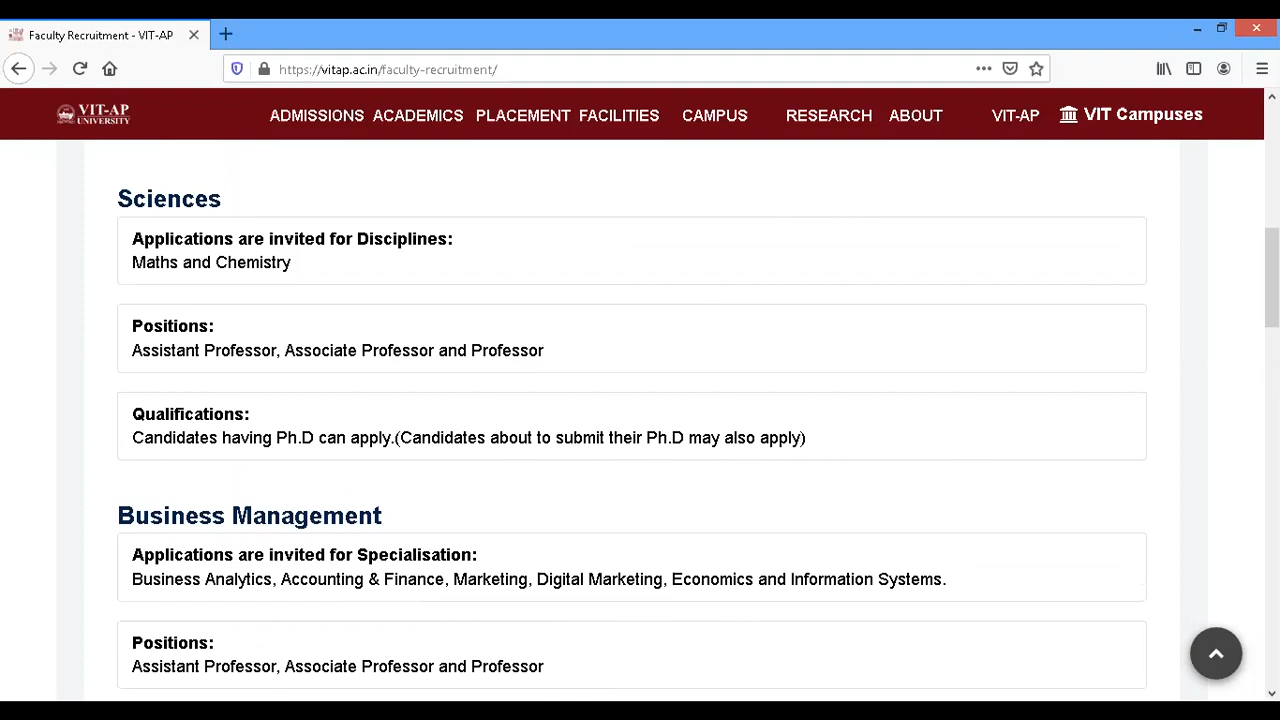 Faculty Recruitment - VIT-AP
https://vitap.ac.in/faculty-recruitment/
VIT-AP
UNIVERSITY
ADMISSIONS ACADEMICS PLACEMENT FACILITIES CAMPUS RESEARCH ABOUT VIT-AP VIT Campuses
Sciences
Applications are invited for Disciplines:
Maths and Chemistry
Positions:
Assistant Professor, Associate Professor and Professor
Qualifications:
Candidates having Ph.D can apply.(Candidates about to submit their Ph.D may also apply)
Business Management
Applications are invited for Specialisation:
Business Analytics, Accounting & Finance, Marketing, Digital Marketing, Economics and Information Systems.
Positions:
Assistant Professor, Associate Professor and Professor